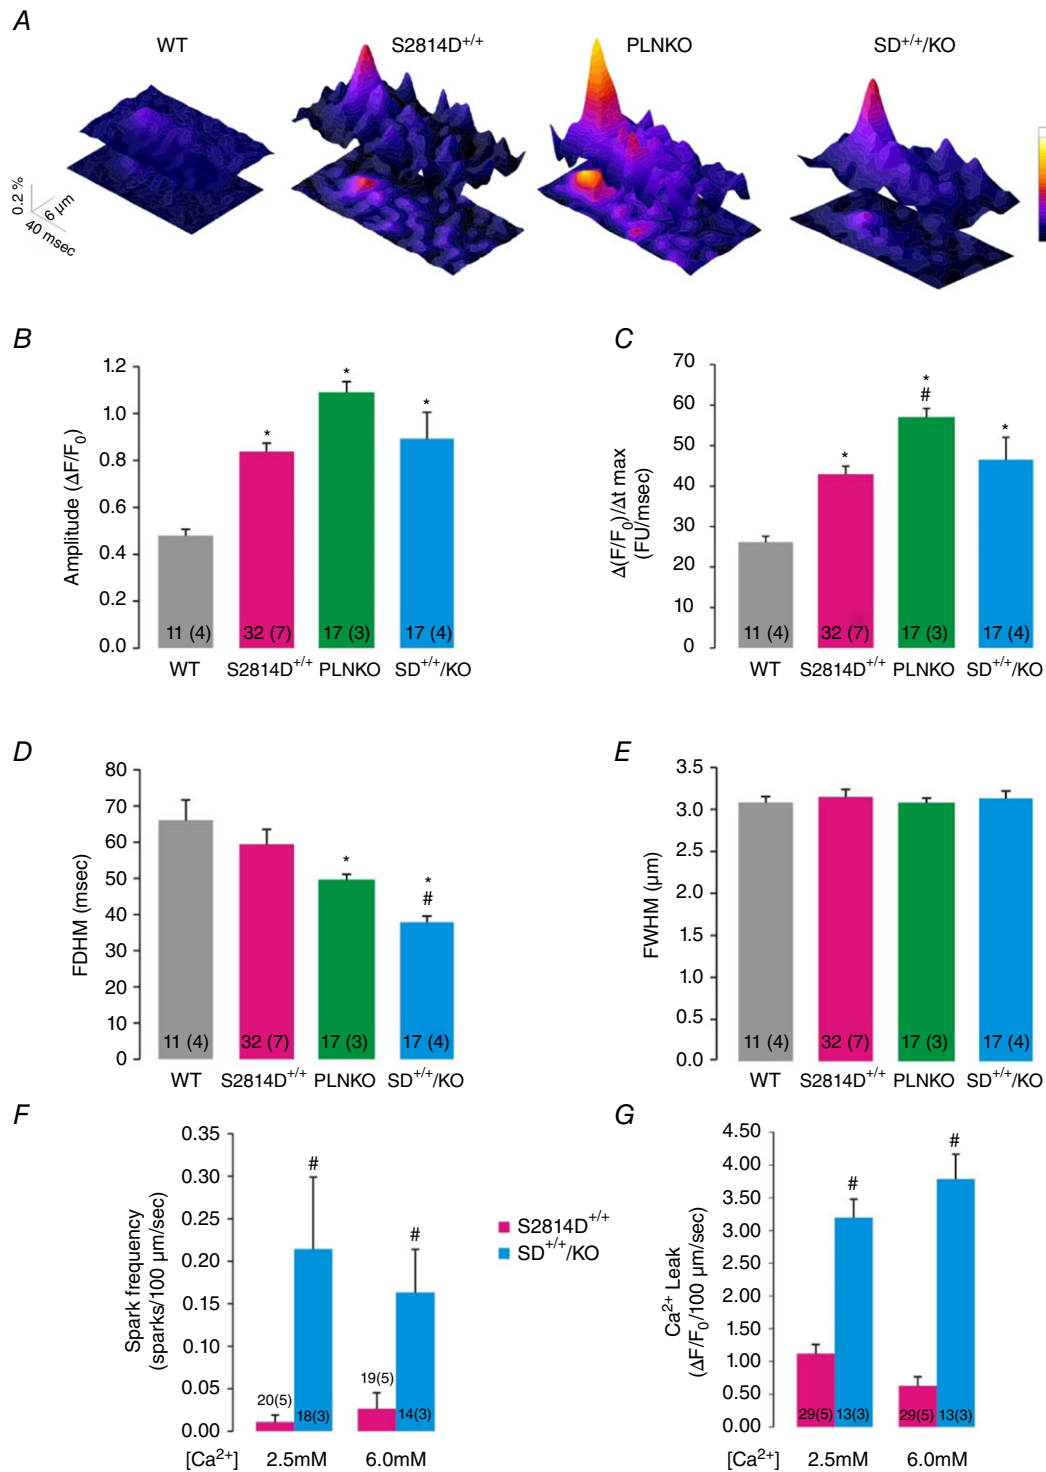 A
WT
S2814D+/+
PLNKO
SD+/+/KO
0.2 %
6 µm
40 msec
B
Amplitude (ΔF/F0)
1.2
1.0
0.8
0.6
0.4
0.2
0.0
11 (4)
32 (7)
17 (3)
17 (4)
*
*
*
WT
S2814D+/+
PLNKO
SD+/+/KO
C
Δ(F/F0)/Δt max
(FU/msec)
70
60
50
40
30
20
10
0
11 (4)
32 (7)
17 (3)
17 (4)
*
*
#
*
WT
S2814D+/+
PLNKO
SD+/+/KO
D
FDHM (msec)
80
70
60
50
40
30
20
10
0
11 (4)
32 (7)
17 (3)
17 (4)
*
*
#
WT
S2814D+/+
PLNKO
SD+/+/KO
E
FWHM (µm)
3.5
3.0
2.5
2.0
1.5
1.0
0.5
0.0
11 (4)
32 (7)
17 (3)
17 (4)
WT
S2814D+/+
PLNKO
SD+/+/KO
F
Spark frequency
(sparks/100 µm/sec)
0.35
0.30
0.25
0.20
0.15
0.10
0.05
0.00
20(5)
18(3)
19(5)
14(3)
#
#
[Ca2+]
2.5mM
6.0mM
S2814D+/+
SD+/+/KO
G
Ca2+ Leak
(ΔF/F0/100 µm/sec)
4.50
4.00
3.50
3.00
2.50
4.00
1.50
1.00
0.50
0.00
29(5)
13(3)
29(5)
13(3)
#
#
[Ca2+]
2.5mM
6.0mM